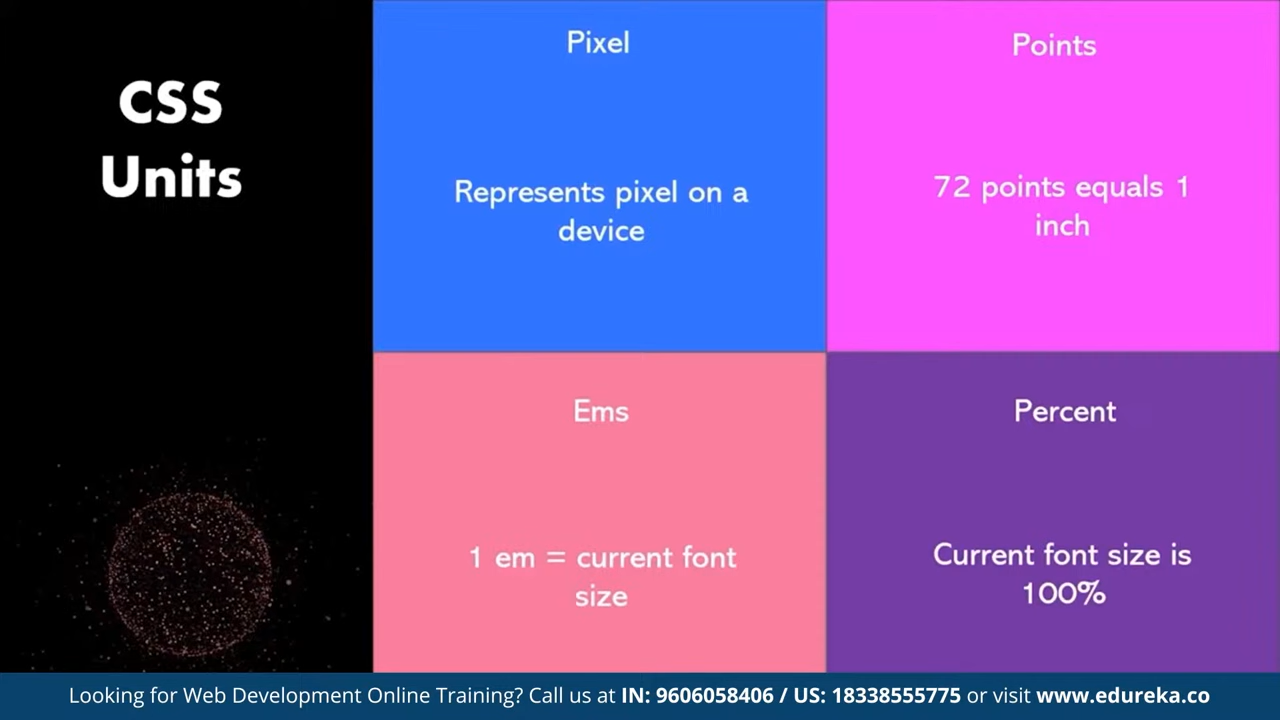 CSS
Units
Pixel
Represents pixel on a
device
Points
72 points equals 1
inch
Ems
1 em = current font
size
Percent
Current font size is
100%
Looking for Web Development Online Training? Call us at IN: 9606058406 / US: 18338555775 or visit www.edureka.co